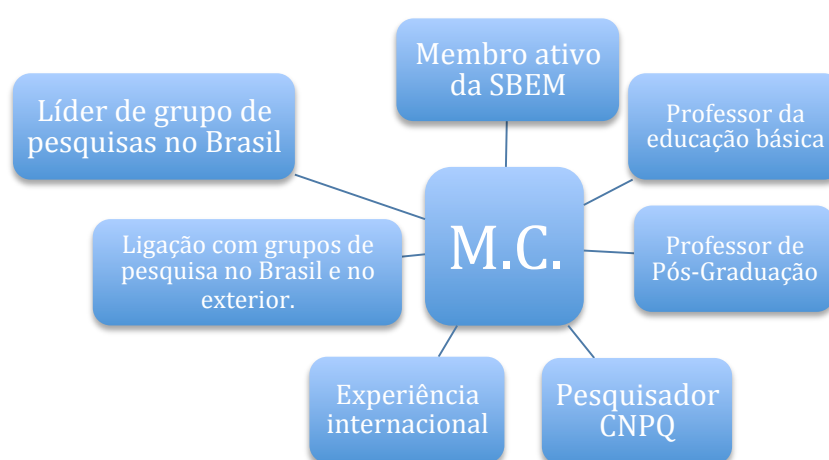 Membro ativo
da SBEM
Líder de grupo de
pesquisas no Brasil
Professor da
educação básica
M.C.
Ligação com grupos de
pesquisa no Brasil e no
exterior.
Professor de
Pós-Graduação
Experiência
internacional
Pesquisador
CNPQ